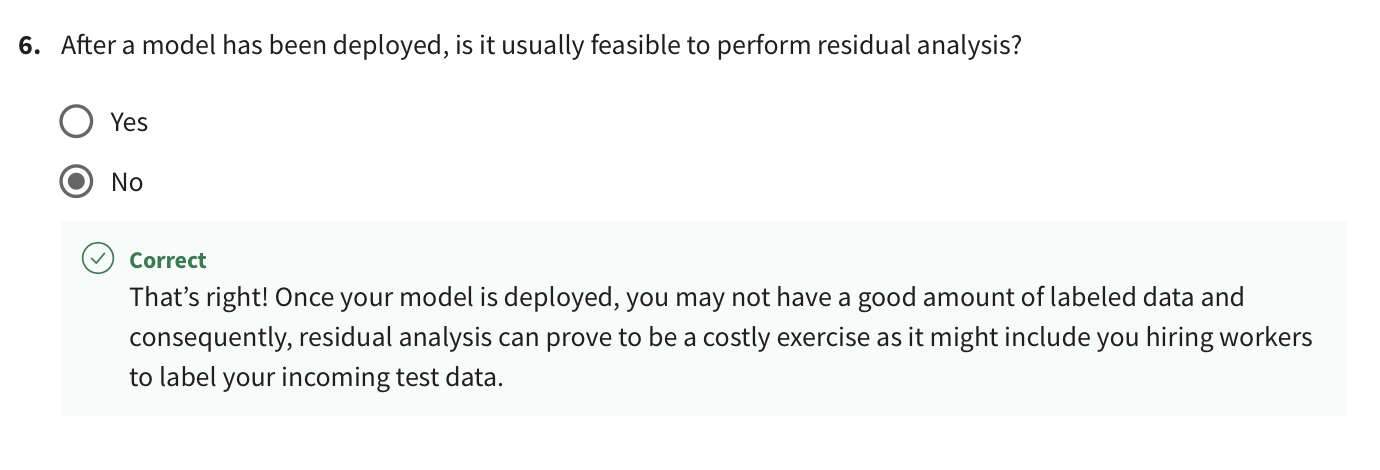 6. After a model has been deployed, is it usually feasible to perform residual analysis?
Yes
No
Correct
That’s right! Once your model is deployed, you may not have a good amount of labeled data and
consequently, residual analysis can prove to be a costly exercise as it might include you hiring workers
to label your incoming test data.